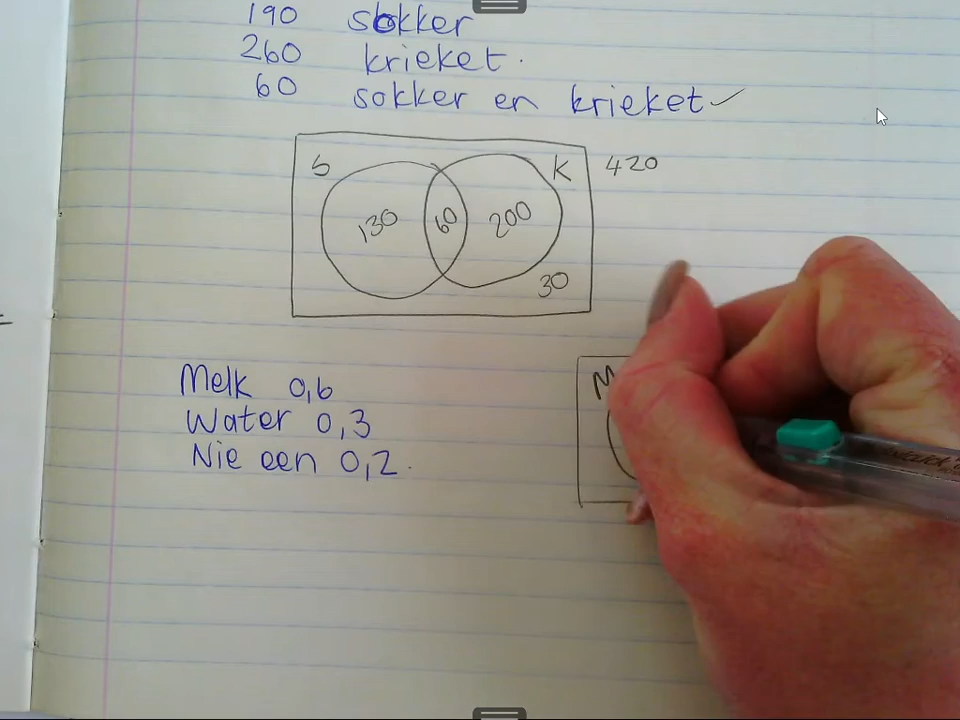 190 sokker
260 krieket.
60 sokker en krieket ✓
S K 420
130 60 200
30
Melk 0,6
Water 0,3
Nie een 0,2.
M